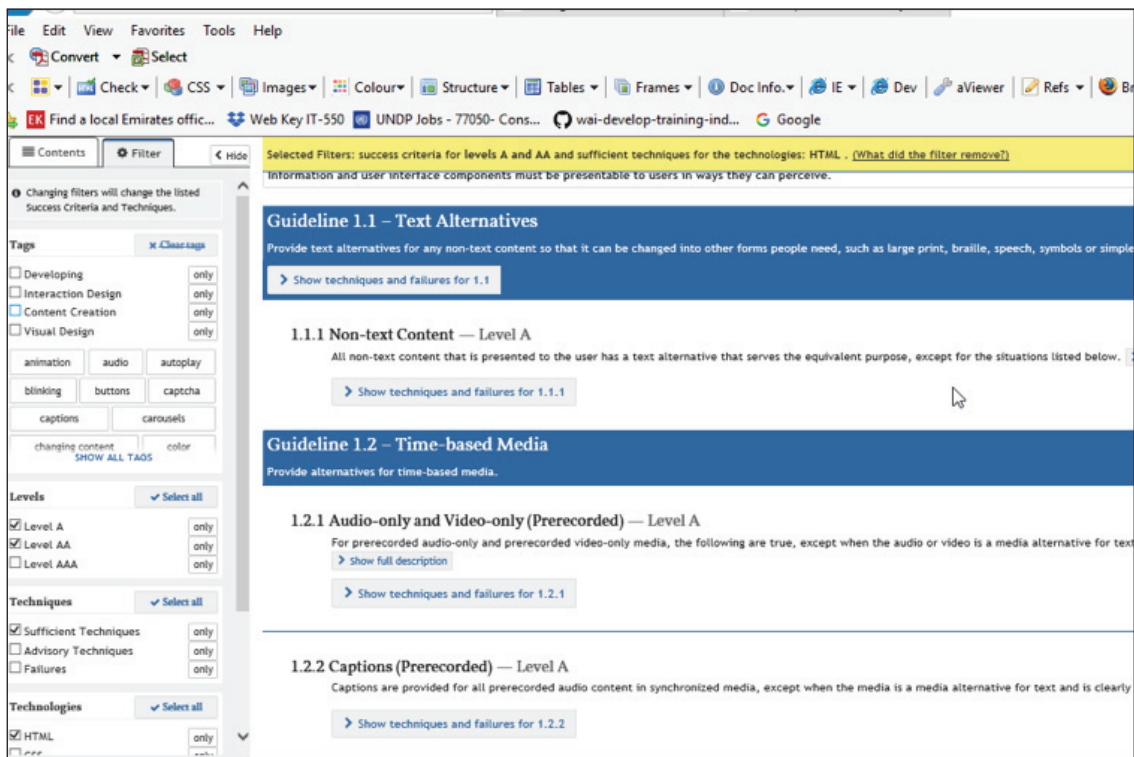 File Edit View Favorites Tools Help
Convert Select
Check CSS Images Colour Structure Tables Frames Doc Info. IE Dev aViewer Refs
EK Find a local Emirates offic... Web Key IT-550 UNDP Jobs - 77050- Cons... wai-develop-training-ind... G Google
Contents Filter Hide
Changing filters will change the listed
Success Criteria and Techniques.
Tags Clear tags
Developing only
Interaction Design only
Content Creation only
Visual Design only
animation audio autoplay
blinking buttons captcha
captions carousels
changing content color
SHOW ALL TAGS
Levels Select all
Level A only
Level AA only
Level AAA only
Techniques Select all
Sufficient Techniques only
Advisory Techniques only
Failures only
Technologies Select all
HTML only
Selected Filters: success criteria for levels A and AA and sufficient techniques for the technologies: HTML . (What did the filter remove?)
Information and user interface components must be presentable to users in ways they can perceive.
Guideline 1.1 – Text Alternatives
Provide text alternatives for any non-text content so that it can be changed into other forms people need, such as large print, braille, speech, symbols or simple
Show techniques and failures for 1.1
1.1.1 Non-text Content — Level A
All non-text content that is presented to the user has a text alternative that serves the equivalent purpose, except for the situations listed below.
Show techniques and failures for 1.1.1
Guideline 1.2 – Time-based Media
Provide alternatives for time-based media.
1.2.1 Audio-only and Video-only (Prerecorded) — Level A
For prerecorded audio-only and prerecorded video-only media, the following are true, except when the audio or video is a media alternative for text
Show full description
Show techniques and failures for 1.2.1
1.2.2 Captions (Prerecorded) — Level A
Captions are provided for all prerecorded audio content in synchronized media, except when the media is a media alternative for text and is clearly
Show techniques and failures for 1.2.2